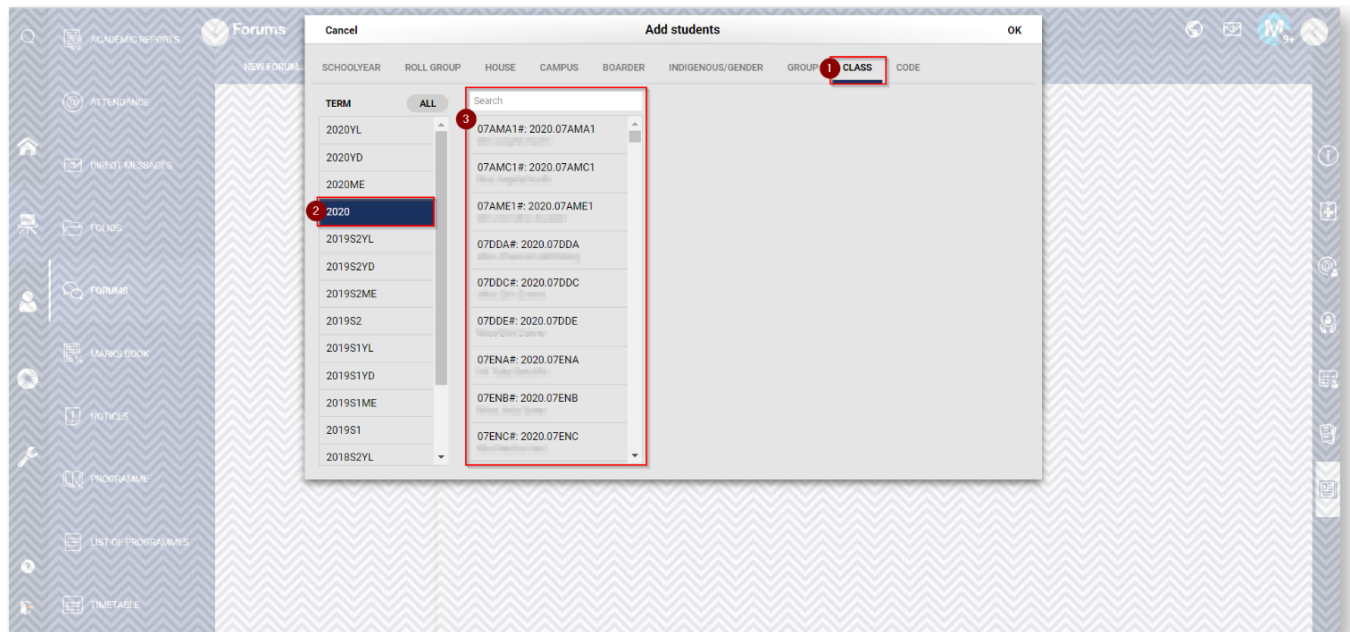 Forums
NEW FORUM...
ACADEMIC REPORTS
ATTENDANCE
DIRECT MESSAGES
FOLIOS
FORUMS
MARKS BOOK
NOTICES
PROGRAMME
LIST OF PROGRAMMES
TIMETABLE
M
9+
Cancel
Add students
OK
SCHOOLYEAR
ROLL GROUP
HOUSE
CAMPUS
BOARDER
INDIGENOUS/GENDER
GROUP
1
CLASS
CODE
TERM
ALL
2020YL
2020YD
2020ME
2
2020
2019S2YL
2019S2YD
2019S2ME
2019S2
2019S1YL
2019S1YD
2019S1ME
2019S1
2018S2YL
3
Search
07AMA1#: 2020.07AMA1
07AMC1#: 2020.07AMC1
07AME1#: 2020.07AME1
07DDA#: 2020.07DDA
07DDC#: 2020.07DDC
07DDE#: 2020.07DDE
07ENA#: 2020.07ENA
07ENB#: 2020.07ENB
07ENC#: 2020.07ENC